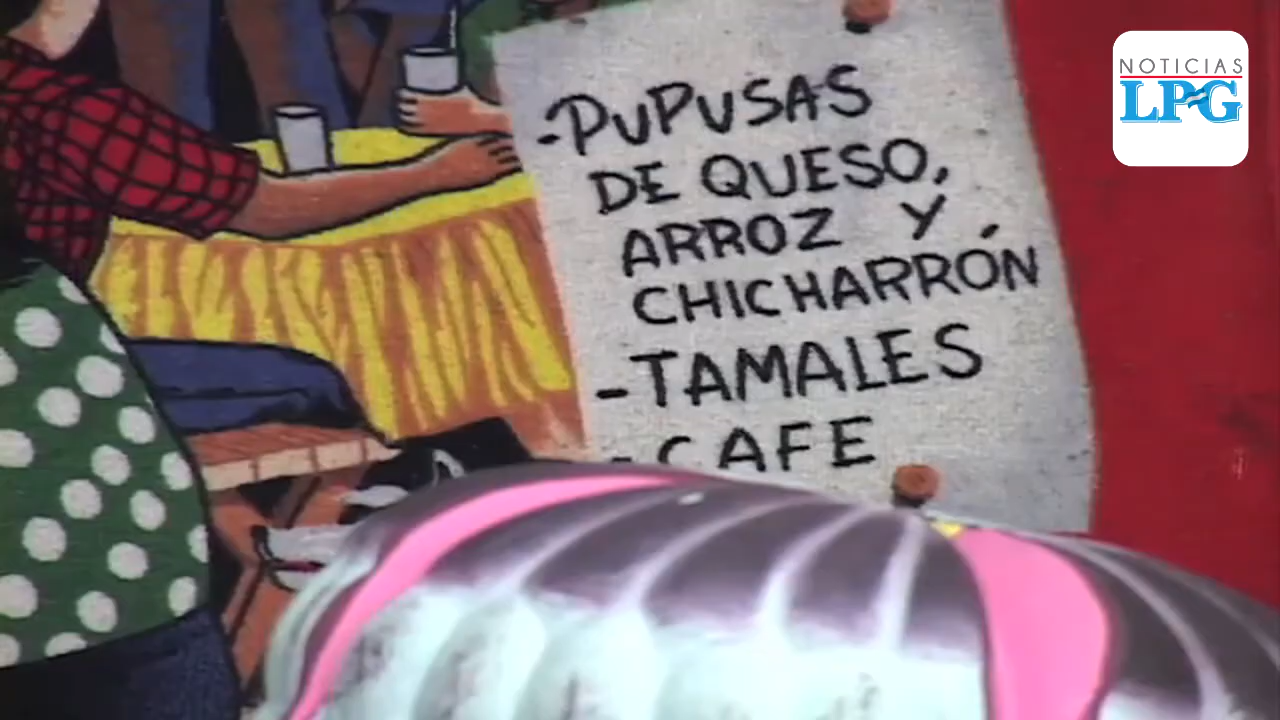 NOTICIAS
LPG
-PUPUSAS
DE QUESO,
ARROZ Y
CHICHARRÓN
-TAMALES
-CAFE